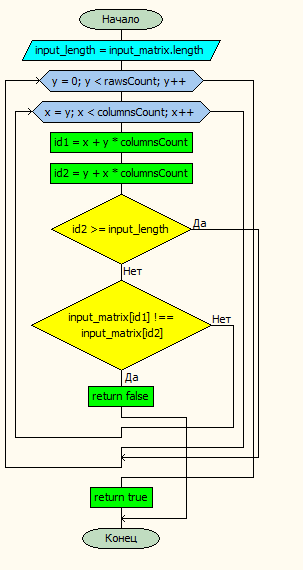 Начало
input_length = input_matrix.length
y = 0; y < rawsCount; y++
x = y; x < columnsCount; x++
id1 = x + y * columnsCount
id2 = y + x * columnsCount
id2 >= input_length
Да
Нет
input_matrix[id1] !==
input_matrix[id2]
Нет
Да
return false
return true
Конец